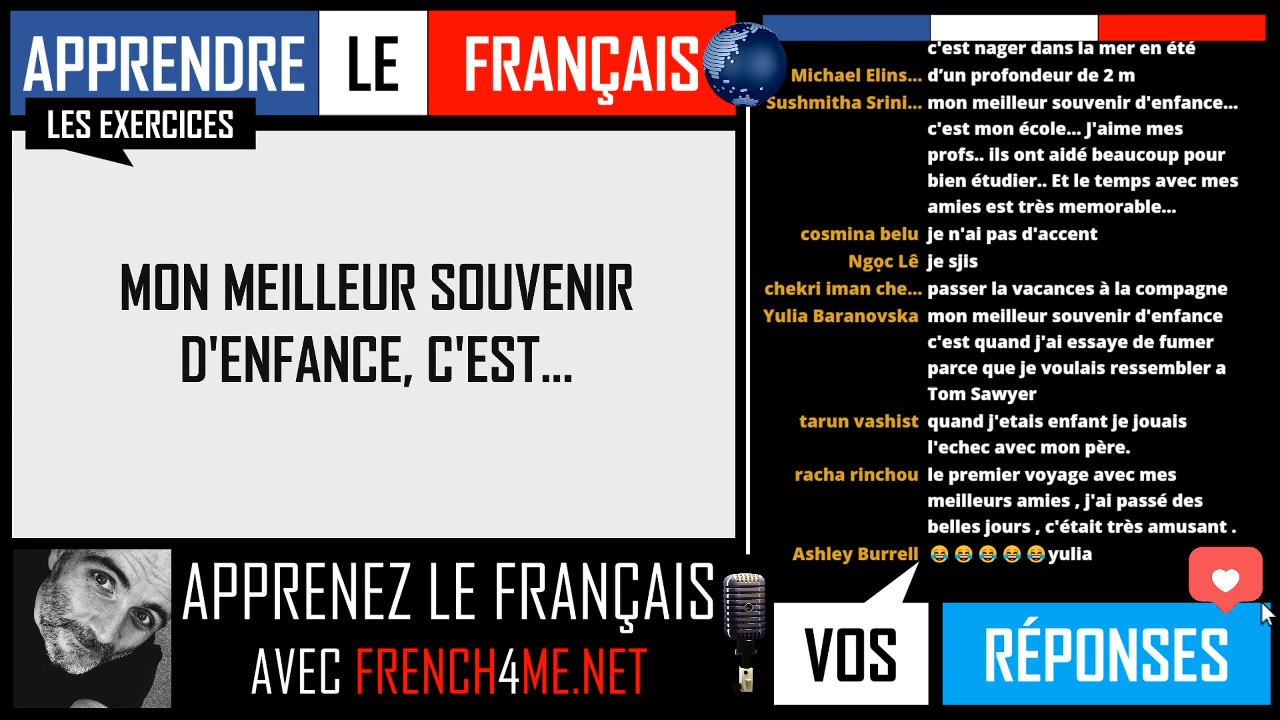 APPRENDRE LE FRANÇAIS
LES EXERCICES
MON MEILLEUR SOUVENIR
D'ENFANCE, C'EST...
APPRENEZ LE FRANÇAIS
AVEC FRENCH4ME.NET
c'est nager dans la mer en été
Michael Elins... d’un profondeur de 2 m
Sushmitha Srini... mon meilleur souvenir d'enfance...
c'est mon école... J'aime mes
profs.. ils ont aidé beaucoup pour
bien étudier.. Et le temps avec mes
amies est très memorable...
cosmina belu je n'ai pas d'accent
Ngọc Lê je sjis
chekri iman che... passer la vacances à la compagne
Yulia Baranovska mon meilleur souvenir d'enfance
c'est quand j'ai essaye de fumer
parce que je voulais ressembler a
Tom Sawyer
tarun vashist quand j'etais enfant je jouais
l'echec avec mon père.
racha rinchou le premier voyage avec mes
meilleurs amies , j'ai passé des
belles jours , c'était très amusant .
Ashley Burrell 😂😂😂😂😂yulia
VOS RÉPONSES